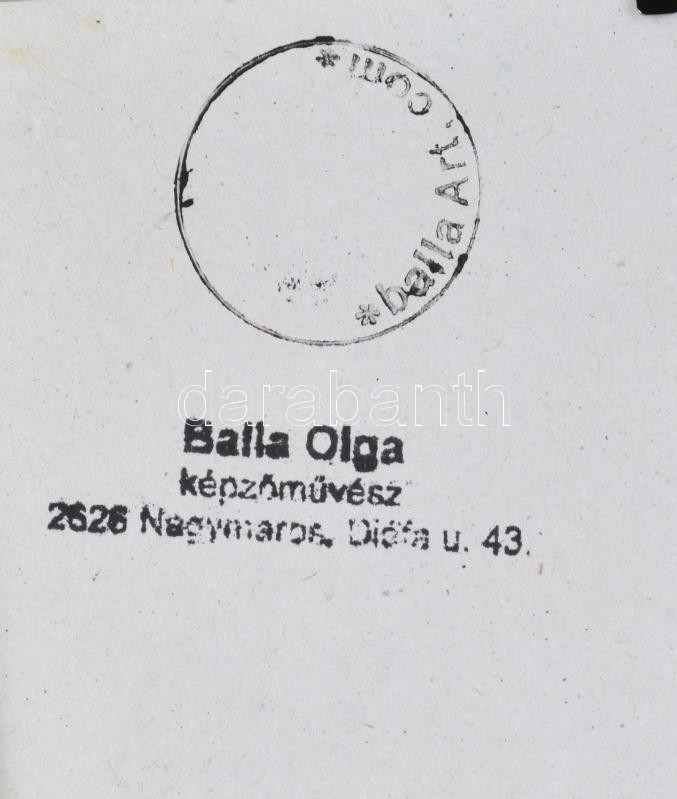 *balla Art. com*
darabanth
Balla Olga
képzőművész
2626 Nagymaros, Diófa u. 43.